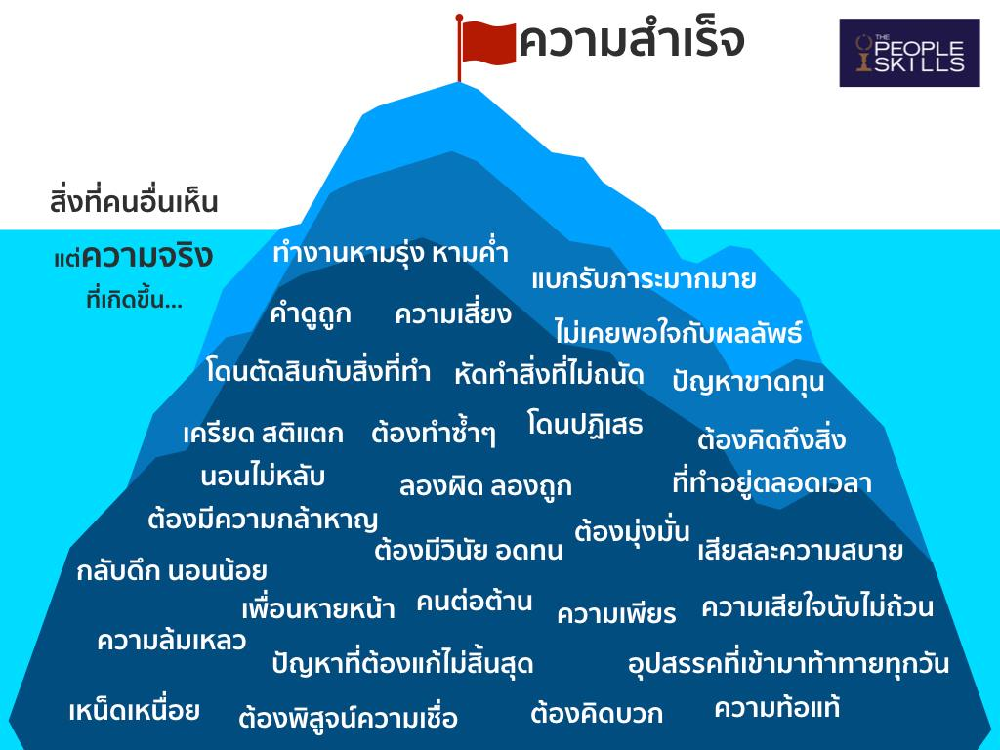 ความสำเร็จ
THE
PEOPLE
SKILLS
สิ่งที่คนอื่นเห็น
แต่ความจริง
ที่เกิดขึ้น...
ทำงานหามรุ่ง หามค่ำ
แบกรับภาระมากมาย
คำดูถูก
ความเสี่ยง
ไม่เคยพอใจกับผลลัพธ์
โดนตัดสินกับสิ่งที่ทำ
หัดทำสิ่งที่ไม่ถนัด
ปัญหาขาดทุน
เครียด สติแตก
ต้องทำซ้ำๆ
โดนปฏิเสธ
ต้องคิดถึงสิ่ง
ที่ทำอยู่ตลอดเวลา
นอนไม่หลับ
ลองผิด ลองถูก
ต้องมีความกล้าหาญ
ต้องมีวินัย อดทน
ต้องมุ่งมั่น
เสียสละความสบาย
กลับดึก นอนน้อย
เพื่อนหายหน้า
คนต่อต้าน
ความเพียร
ความเสียใจนับไม่ถ้วน
ความล้มเหลว
ปัญหาที่ต้องแก้ไม่สิ้นสุด
อุปสรรคที่เข้ามาท้าทายทุกวัน
เหน็ดเหนื่อย
ต้องพิสูจน์ความเชื่อ
ต้องคิดบวก
ความท้อแท้